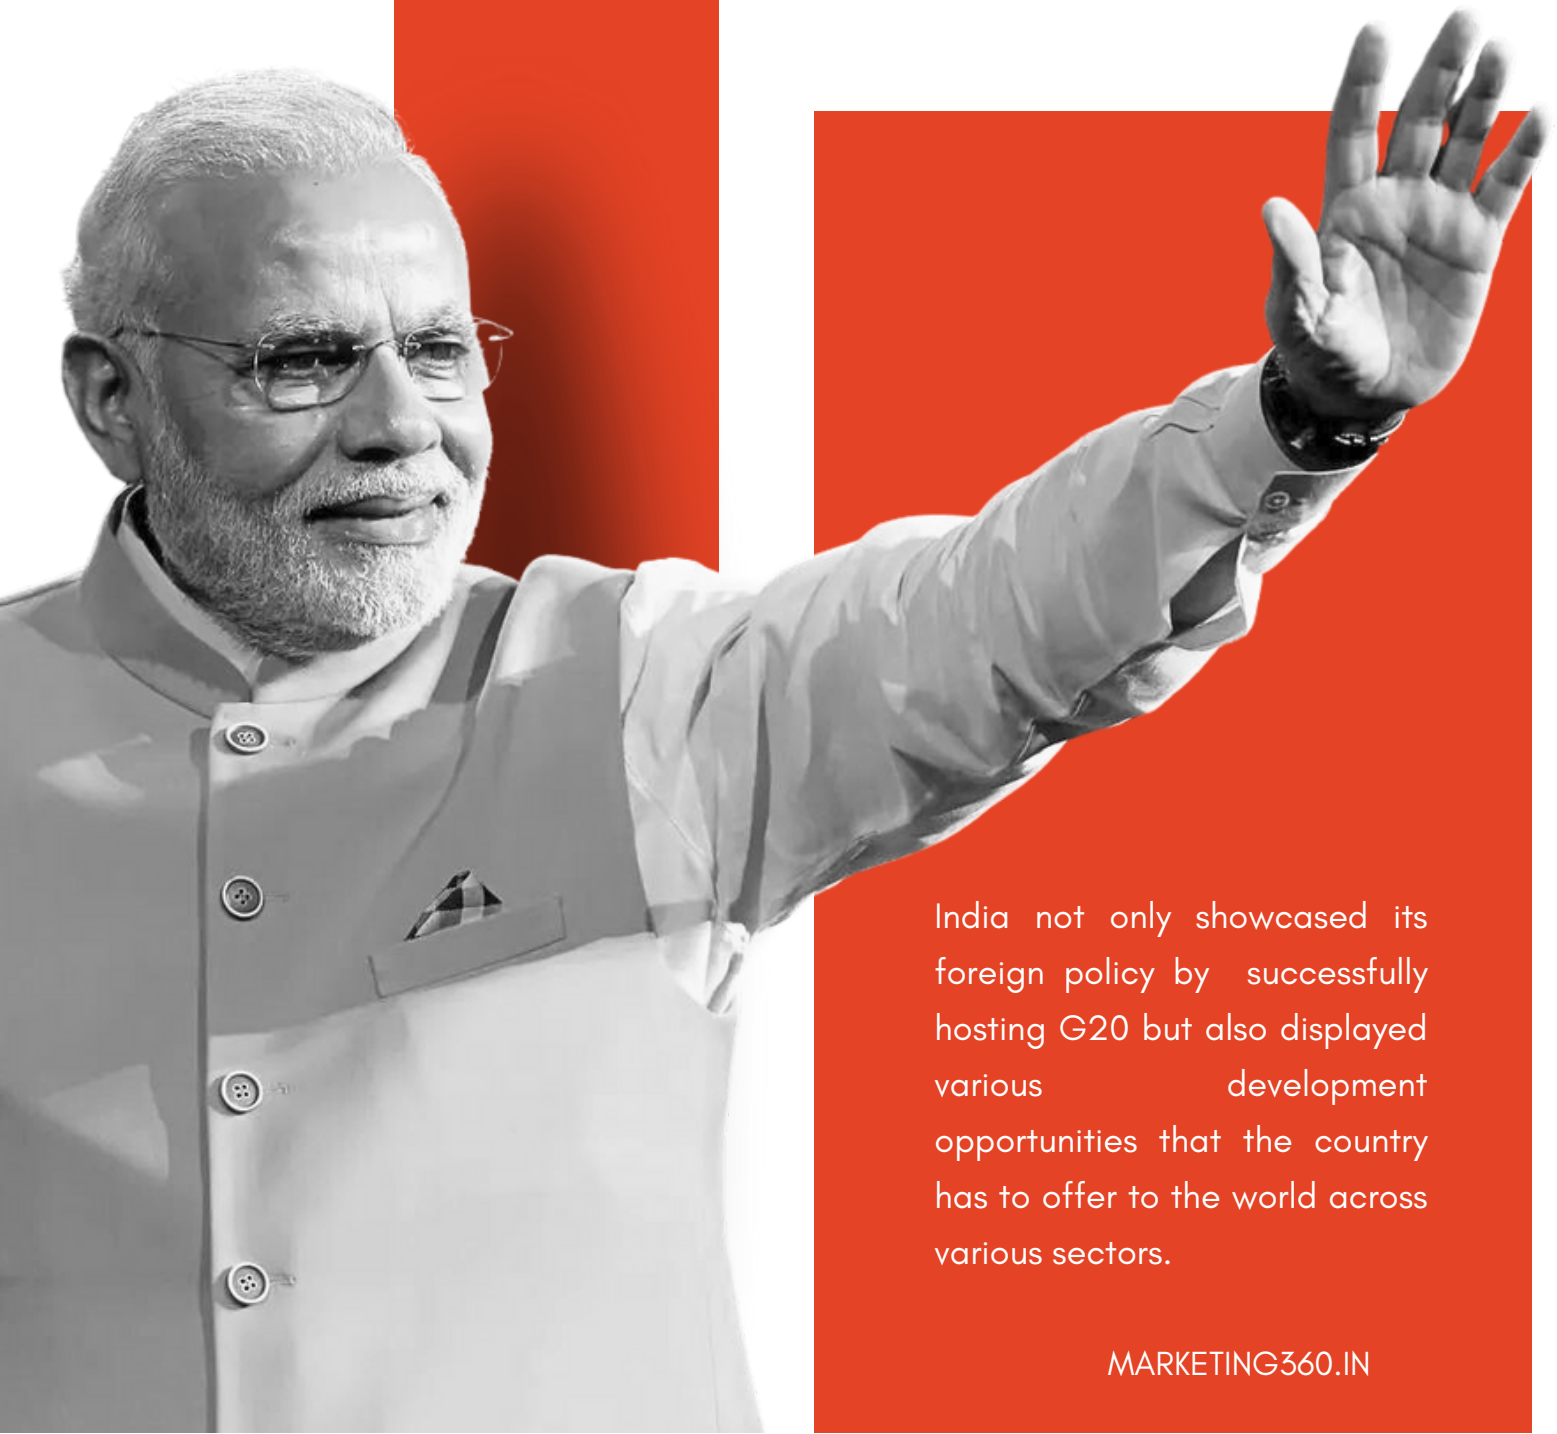 India not only showcased its
foreign policy by successfully
hosting G20 but also displayed
various development
opportunities that the country
has to offer to the world across
various sectors.
MARKETING360.IN